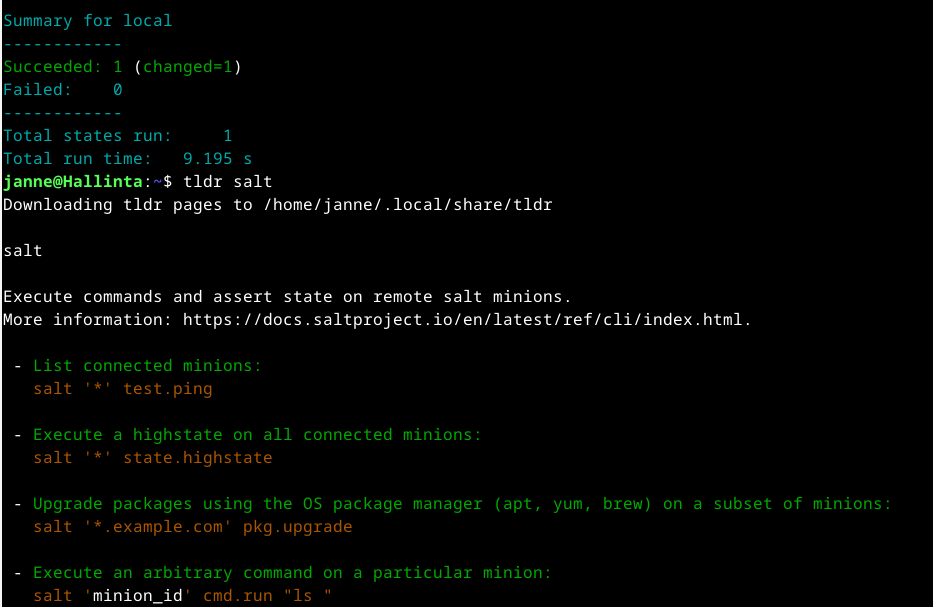 Summary for local
------------
Succeeded: 1 (changed=1)
Failed:    0
------------
Total states run:     1
Total run time:   9.195 s
janne@Hallinta:~$ tldr salt
Downloading tldr pages to /home/janne/.local/share/tldr
salt
Execute commands and assert state on remote salt minions.
More information: https://docs.saltproject.io/en/latest/ref/cli/index.html.
- List connected minions:
salt '*' test.ping
- Execute a highstate on all connected minions:
salt '*' state.highstate
- Upgrade packages using the OS package manager (apt, yum, brew) on a subset of minions:
salt '*.example.com' pkg.upgrade
- Execute an arbitrary command on a particular minion:
salt 'minion_id' cmd.run "ls "